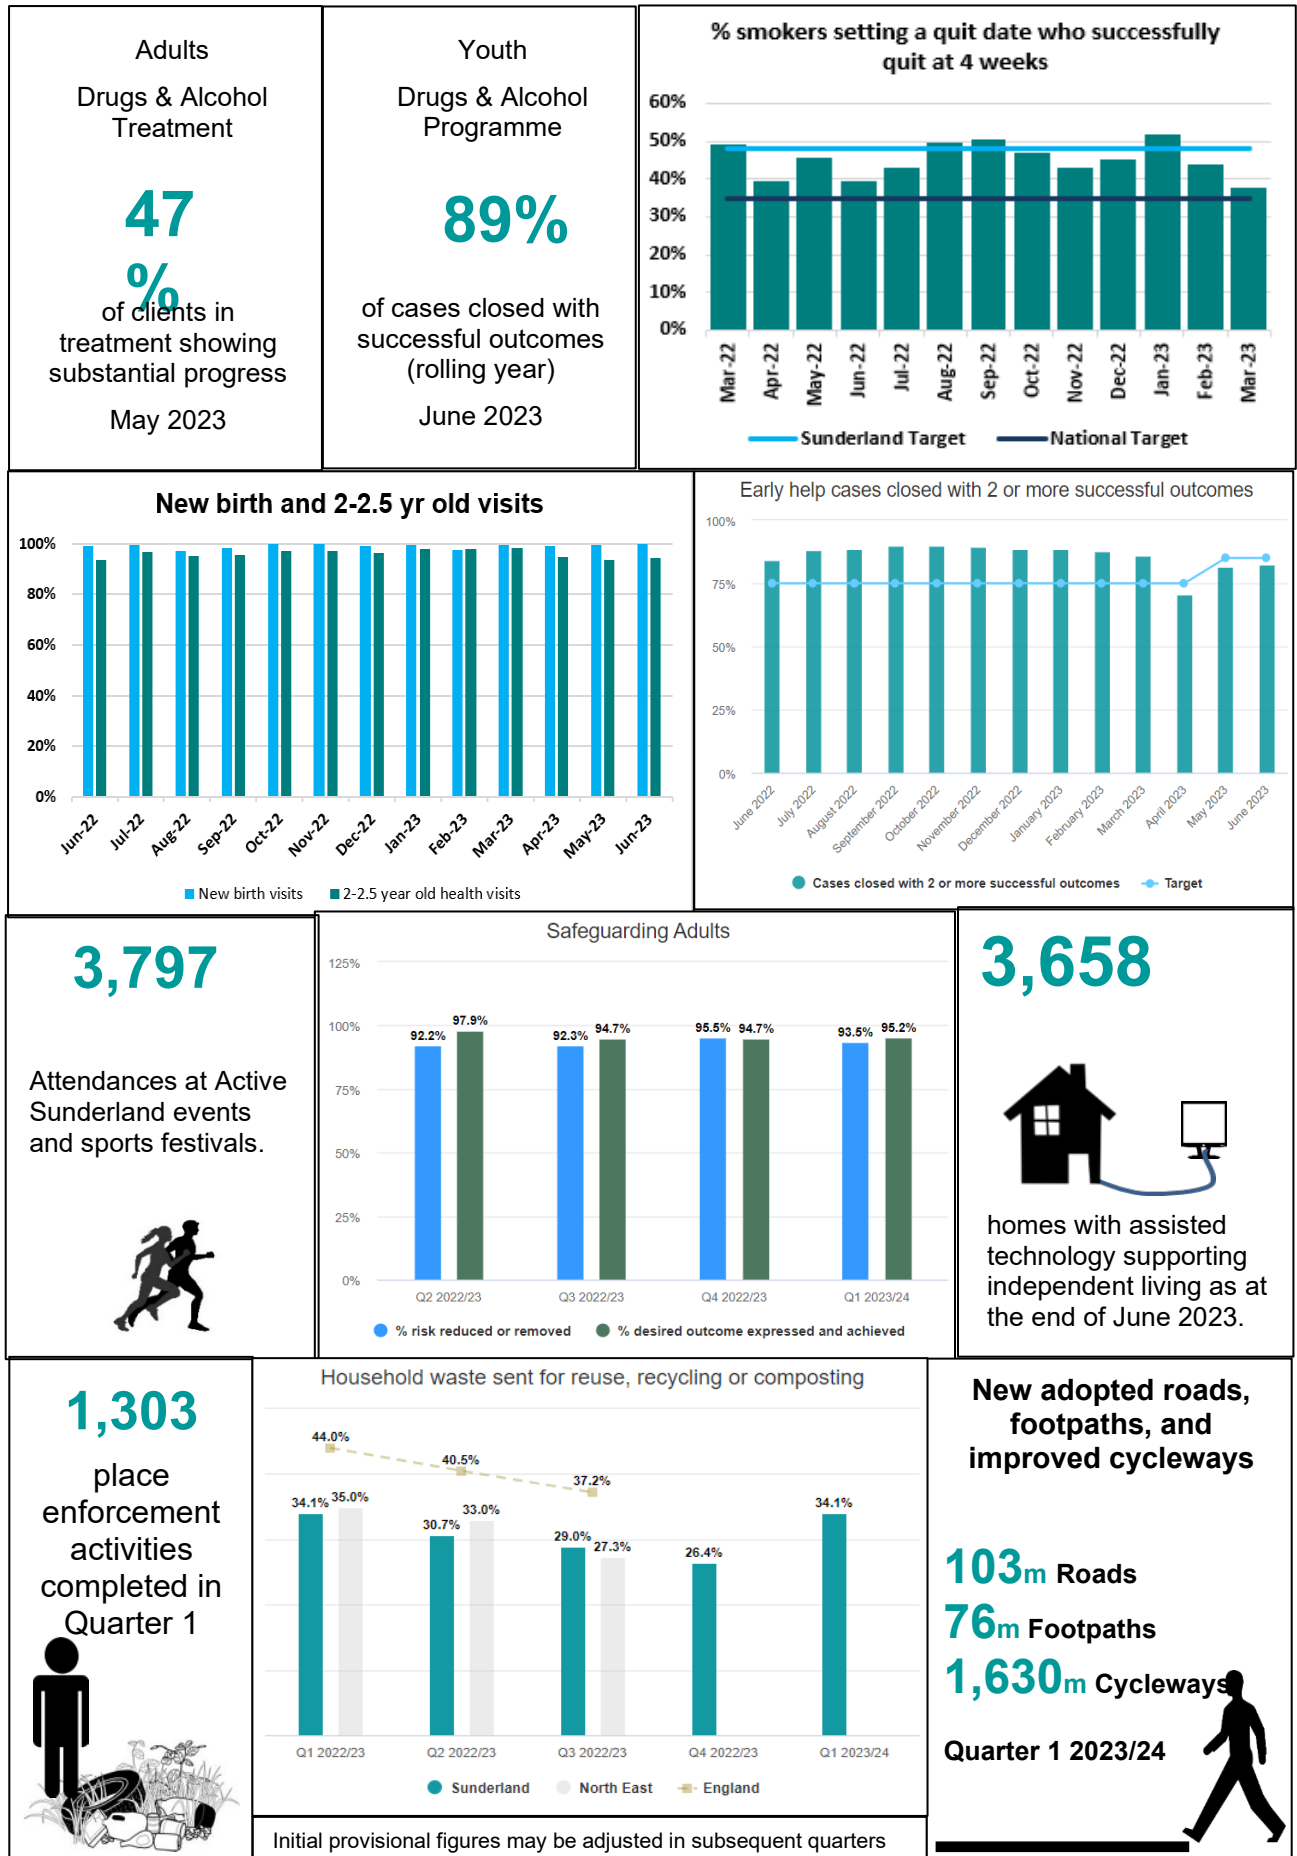 Adults
Drugs & Alcohol
Treatment
47
%
of clients in
treatment showing
substantial progress
May 2023
Youth
Drugs & Alcohol
Programme
89%
of cases closed with
successful outcomes
(rolling year)
June 2023
% smokers setting a quit date who successfully
quit at 4 weeks
60%
50%
40%
30%
20%
10%
0%
Mar-22 Apr-22 May-22 Jun-22 Jul-22 Aug-22 Sep-22 Oct-22 Nov-22 Dec-22 Jan-23 Feb-23 Mar-23
Sunderland Target National Target
New birth and 2-2.5 yr old visits
100%
80%
60%
40%
20%
0%
Jun-22 Jul-22 Aug-22 Sep-22 Oct-22 Nov-22 Dec-22 Jan-23 Feb-23 Mar-23 Apr-23 May-23 Jun-23
New birth visits 2-2.5 year old health visits
Early help cases closed with 2 or more successful outcomes
100%
75%
50%
25%
0%
June 2022 July 2022 August 2022 September 2022 October 2022 November 2022 December 2022 January 2023 February 2023 March 2023 April 2023 May 2023 June 2023
Cases closed with 2 or more successful outcomes Target
3,797
Attendances at Active
Sunderland events
and sports festivals.
Safeguarding Adults
125%
100%
75%
50%
25%
0%
92.2% 97.9% 92.3% 94.7% 95.5% 94.7% 93.5% 95.2%
Q2 2022/23 Q3 2022/23 Q4 2022/23 Q1 2023/24
% risk reduced or removed % desired outcome expressed and achieved
3,658
homes with assisted
technology supporting
independent living as at
the end of June 2023.
1,303
place
enforcement
activities
completed in
Quarter 1
Household waste sent for reuse, recycling or composting
44.0%
40.5%
37.2%
34.1% 35.0%
30.7% 33.0%
29.0% 27.3%
26.4%
34.1%
Q1 2022/23 Q2 2022/23 Q3 2022/23 Q4 2022/23 Q1 2023/24
Sunderland North East England
Initial provisional figures may be adjusted in subsequent quarters
New adopted roads,
footpaths, and
improved cycleways
103m Roads
76m Footpaths
1,630m Cycleways
Quarter 1 2023/24